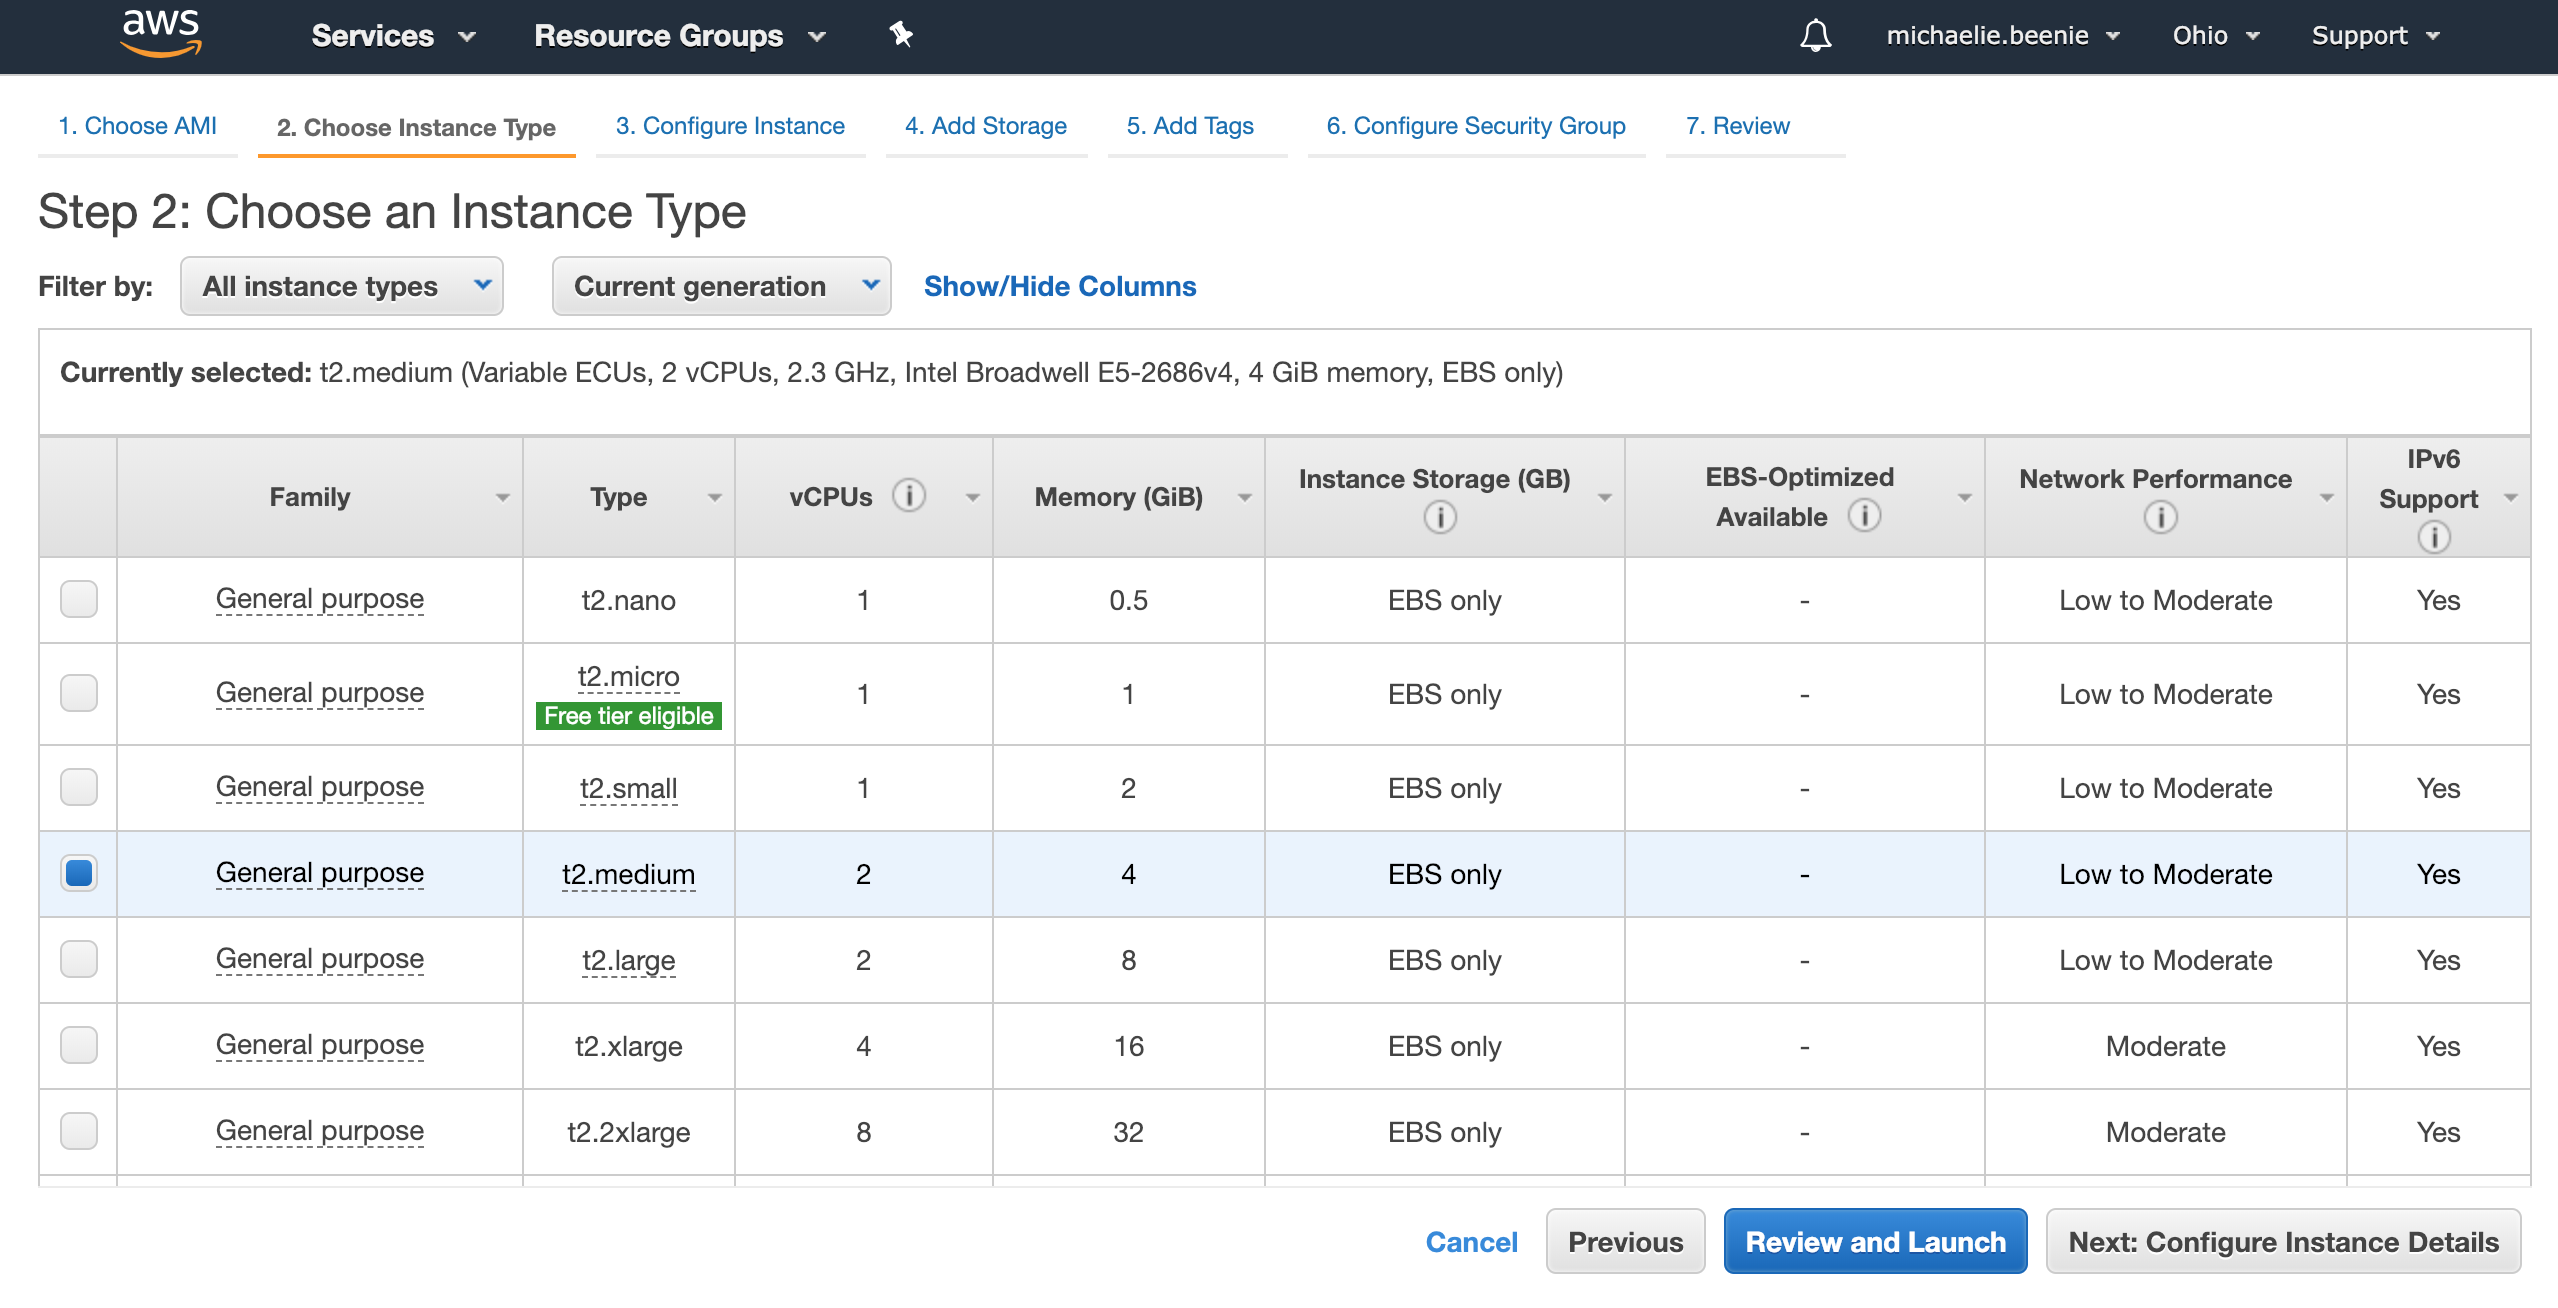 aws Services Resource Groups michaelie.beenie Ohio Support
1. Choose AMI 2. Choose Instance Type 3. Configure Instance 4. Add Storage 5. Add Tags 6. Configure Security Group 7. Review
Step 2: Choose an Instance Type
Filter by: All instance types Current generation Show/Hide Columns
Currently selected: t2.medium (Variable ECUs, 2 vCPUs, 2.3 GHz, Intel Broadwell E5-2686v4, 4 GiB memory, EBS only)
Family Type vCPUs i Memory (GiB) Instance Storage (GB) i EBS-Optimized Available i Network Performance i IPv6 Support i
General purpose t2.nano 1 0.5 EBS only - Low to Moderate Yes
General purpose t2.micro Free tier eligible 1 1 EBS only - Low to Moderate Yes
General purpose t2.small 1 2 EBS only - Low to Moderate Yes
General purpose t2.medium 2 4 EBS only - Low to Moderate Yes
General purpose t2.large 2 8 EBS only - Low to Moderate Yes
General purpose t2.xlarge 4 16 EBS only - Moderate Yes
General purpose t2.2xlarge 8 32 EBS only - Moderate Yes
Cancel Previous Review and Launch Next: Configure Instance Details